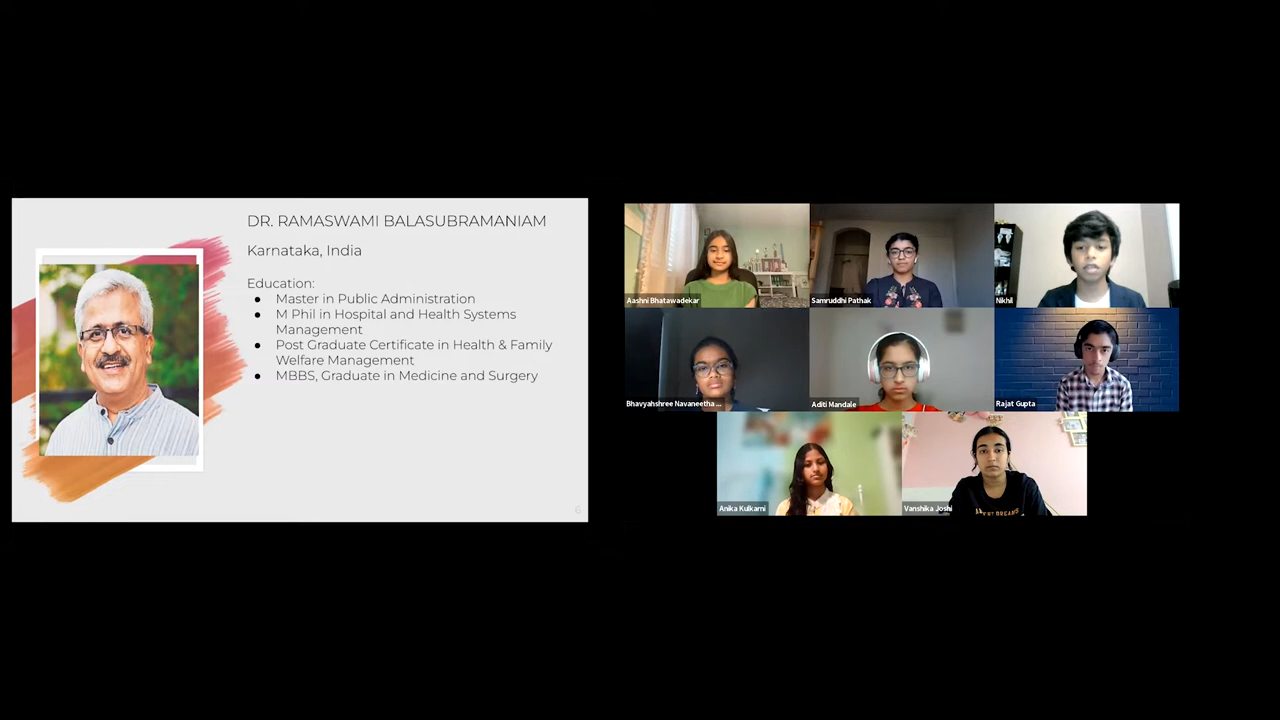 DR. RAMASWAMI BALASUBRAMANIAM
Karnataka, India
Education:
● Master in Public Administration
● M Phil in Hospital and Health Systems
Management
● Post Graduate Certificate in Health & Family
Welfare Management
● MBBS, Graduate in Medicine and Surgery
6
Aashni Bhatawadekar
Samruddhi Pathak
Nikhil
Bhavyahshree Navaneetha ...
Aditi Mandale
Rajat Gupta
Anika Kulkarni
Vanshika Joshi
DREAMS